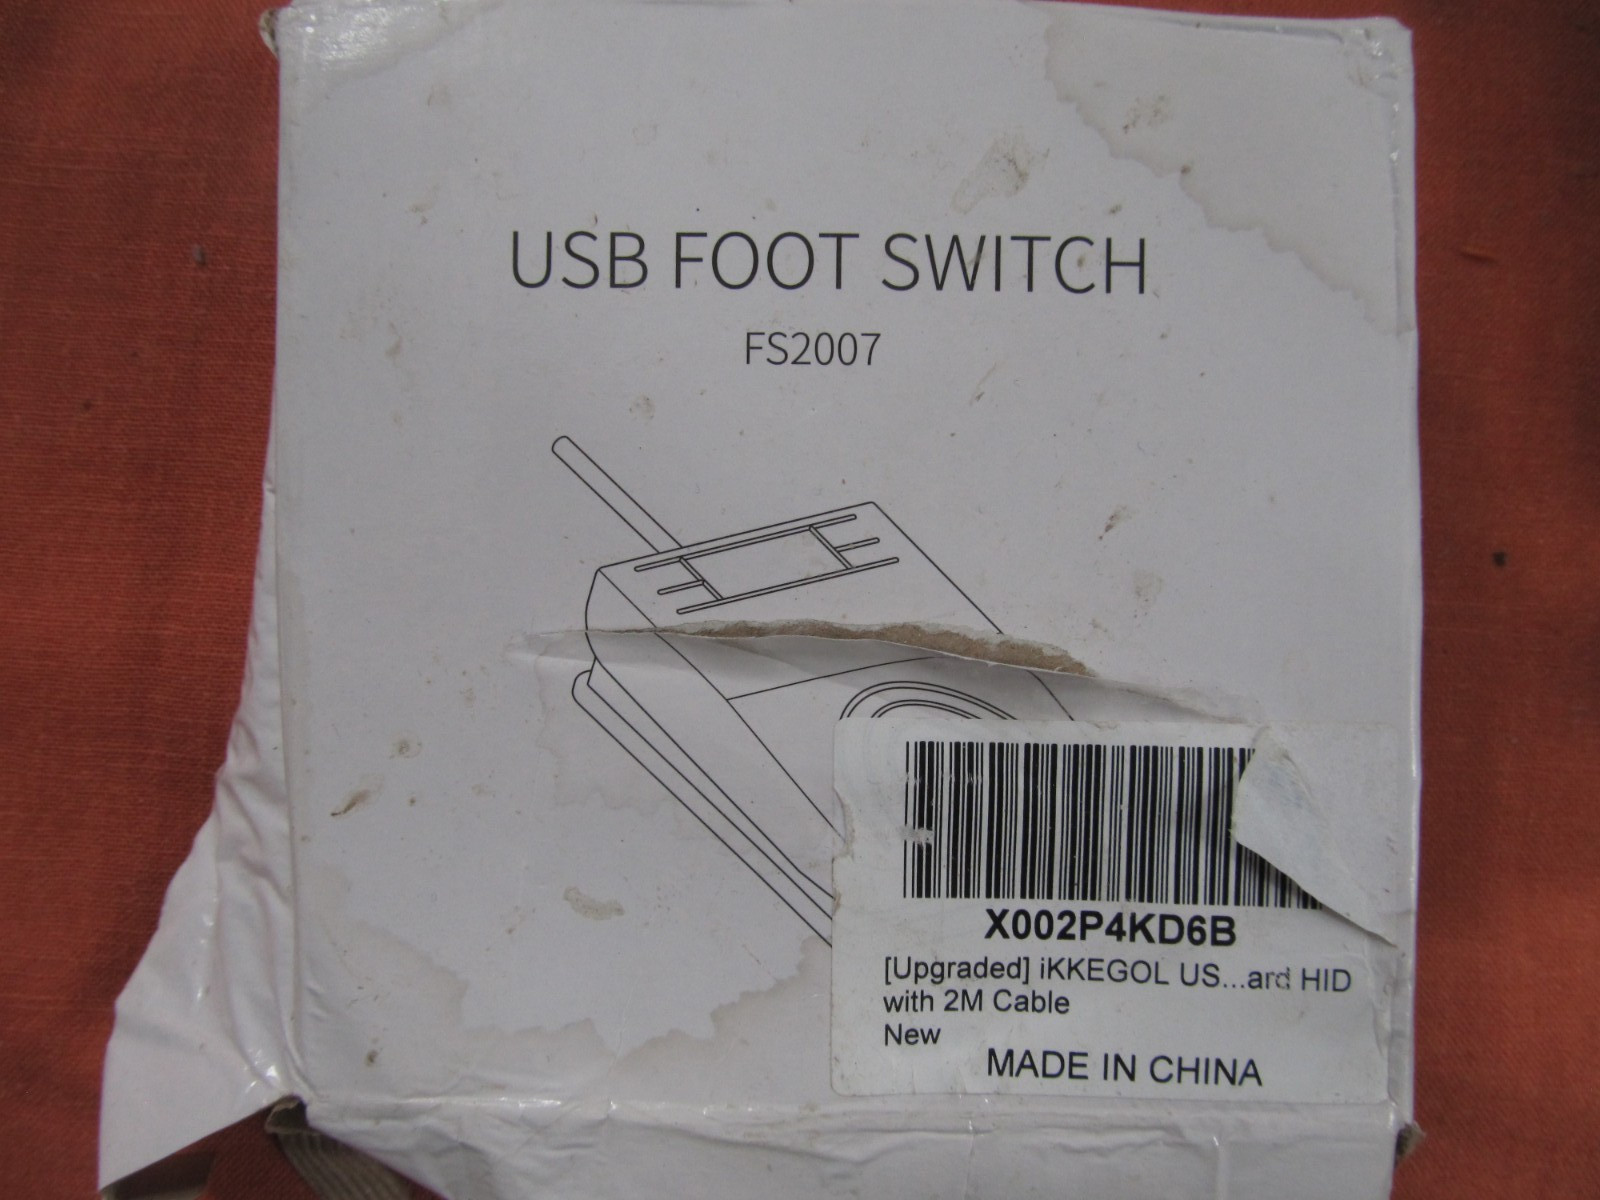 USB FOOT SWITCH
FS2007
X002P4KD6B
[Upgraded] iKKEGOL US...ard HID
with 2M Cable
New
MADE IN CHINA